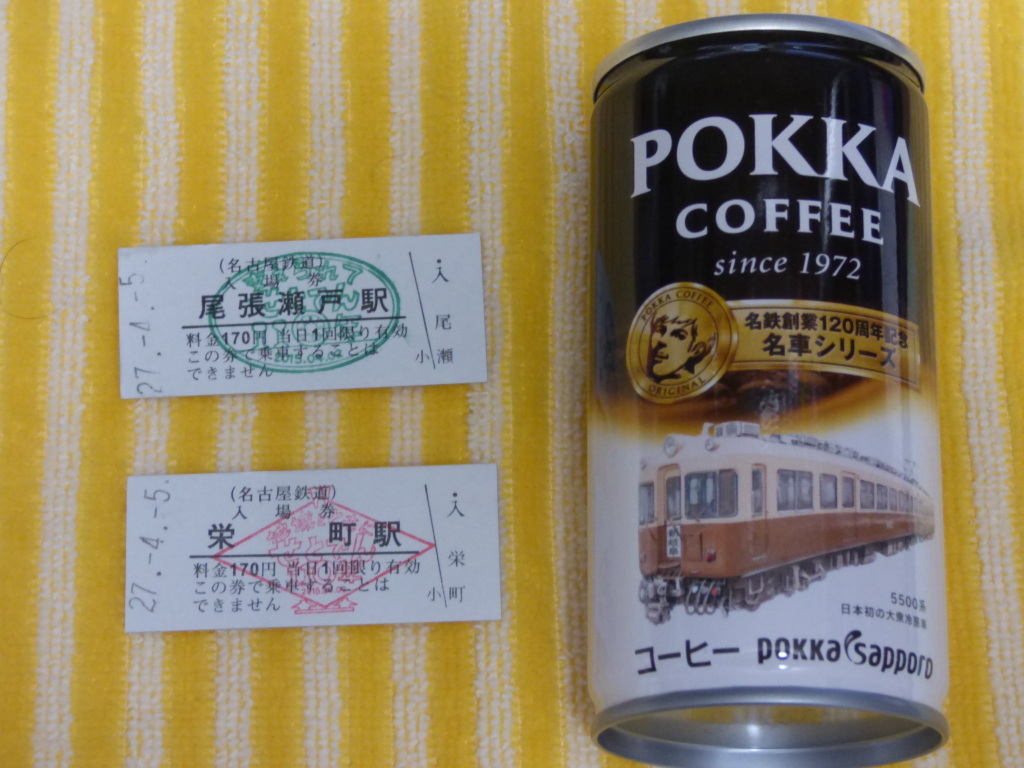 27.-4.-5.
(名古屋鉄道)
入場券
尾張瀬戸駅
料金170円 当日1回限り有効
この券で乗車することは
できません
入
尾
小 瀬
27.-4.-5.
(名古屋鉄道)
入場券
栄町駅
料金170円 当日1回限り有効
この券で乗車することは
できません
入
栄
小 町
POKKA
COFFEE
since 1972
POKKA COFFEE
ORIGINAL
名鉄創業120周年記念
名車シリーズ
5500系
日本初の大衆冷房車
コーヒー pokka sapporo